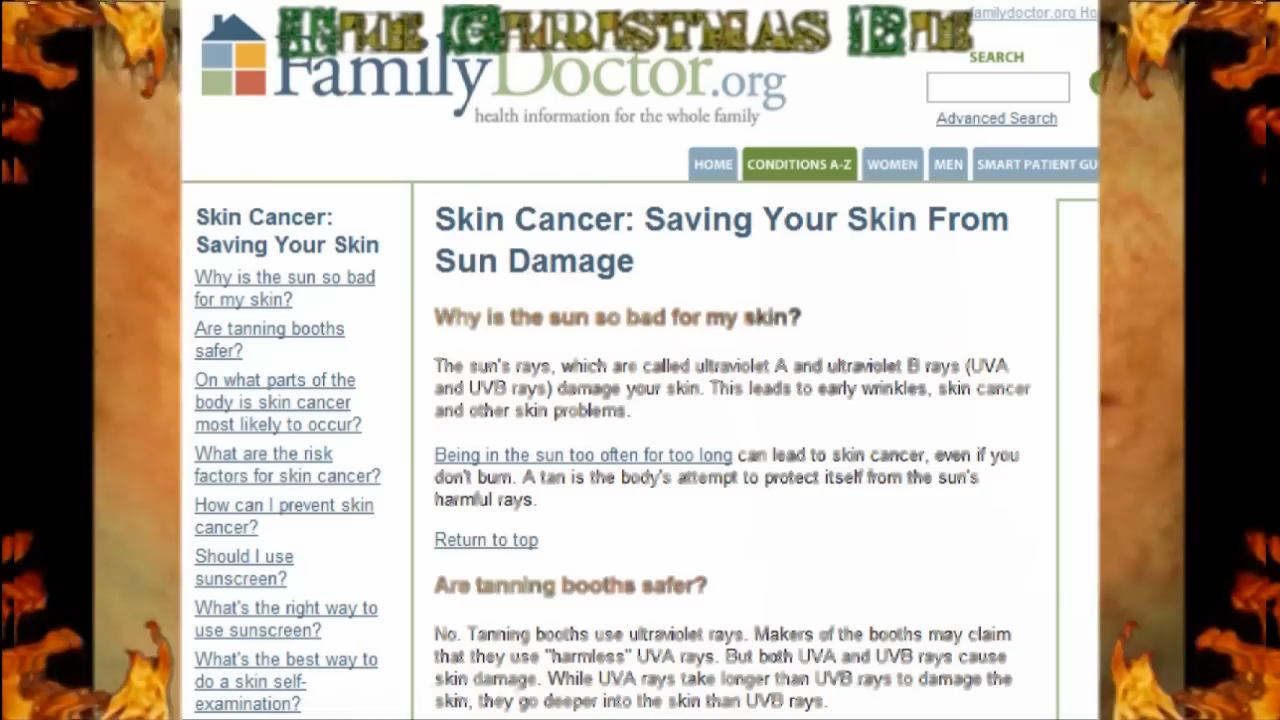 The Christmas Lie
familydoctor.org Ho
FamilyDoctor.org
health information for the whole family
SEARCH
Advanced Search
HOME
CONDITIONS A-Z
WOMEN
MEN
SMART PATIENT GU
Skin Cancer:
Saving Your Skin
Why is the sun so bad
for my skin?
Are tanning booths
safer?
On what parts of the
body is skin cancer
most likely to occur?
What are the risk
factors for skin cancer?
How can I prevent skin
cancer?
Should I use
sunscreen?
What's the right way to
use sunscreen?
What's the best way to
do a skin self-
examination?
Skin Cancer: Saving Your Skin From
Sun Damage
Why is the sun so bad for my skin?
The sun's rays, which are called ultraviolet A and ultraviolet B rays (UVA
and UVB rays) damage your skin. This leads to early wrinkles, skin cancer
and other skin problems.
Being in the sun too often for too long can lead to skin cancer, even if you
don't burn. A tan is the body's attempt to protect itself from the sun's
harmful rays.
Return to top
Are tanning booths safer?
No. Tanning booths use ultraviolet rays. Makers of the booths may claim
that they use "harmless" UVA rays. But both UVA and UVB rays cause
skin damage. While UVA rays take longer than UVB rays to damage the
skin, they go deeper into the skin than UVB rays.